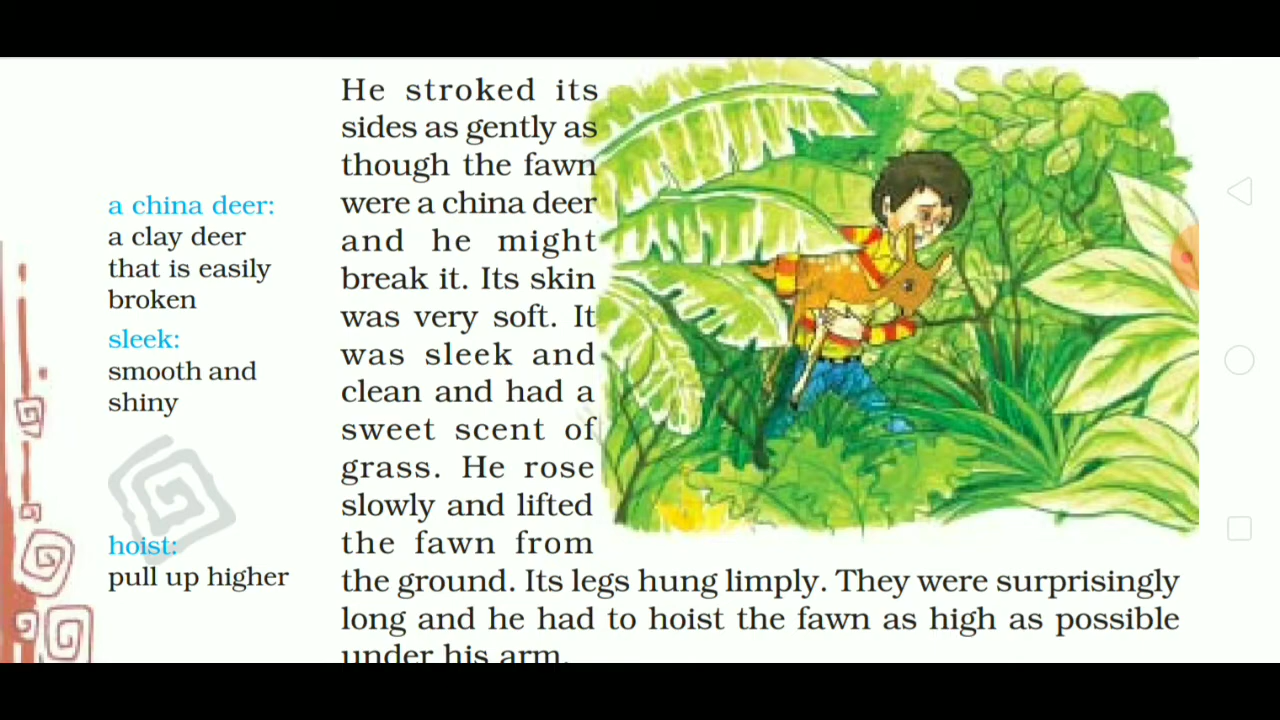 He stroked its
sides as gently as
though the fawn
were a china deer
and he might
break it. Its skin
was very soft. It
was sleek and
clean and had a
sweet scent of
grass. He rose
slowly and lifted
the fawn from
the ground. Its legs hung limply. They were surprisingly
long and he had to hoist the fawn as high as possible
under his arm.
a china deer:
a clay deer
that is easily
broken
sleek:
smooth and
shiny
hoist:
pull up higher